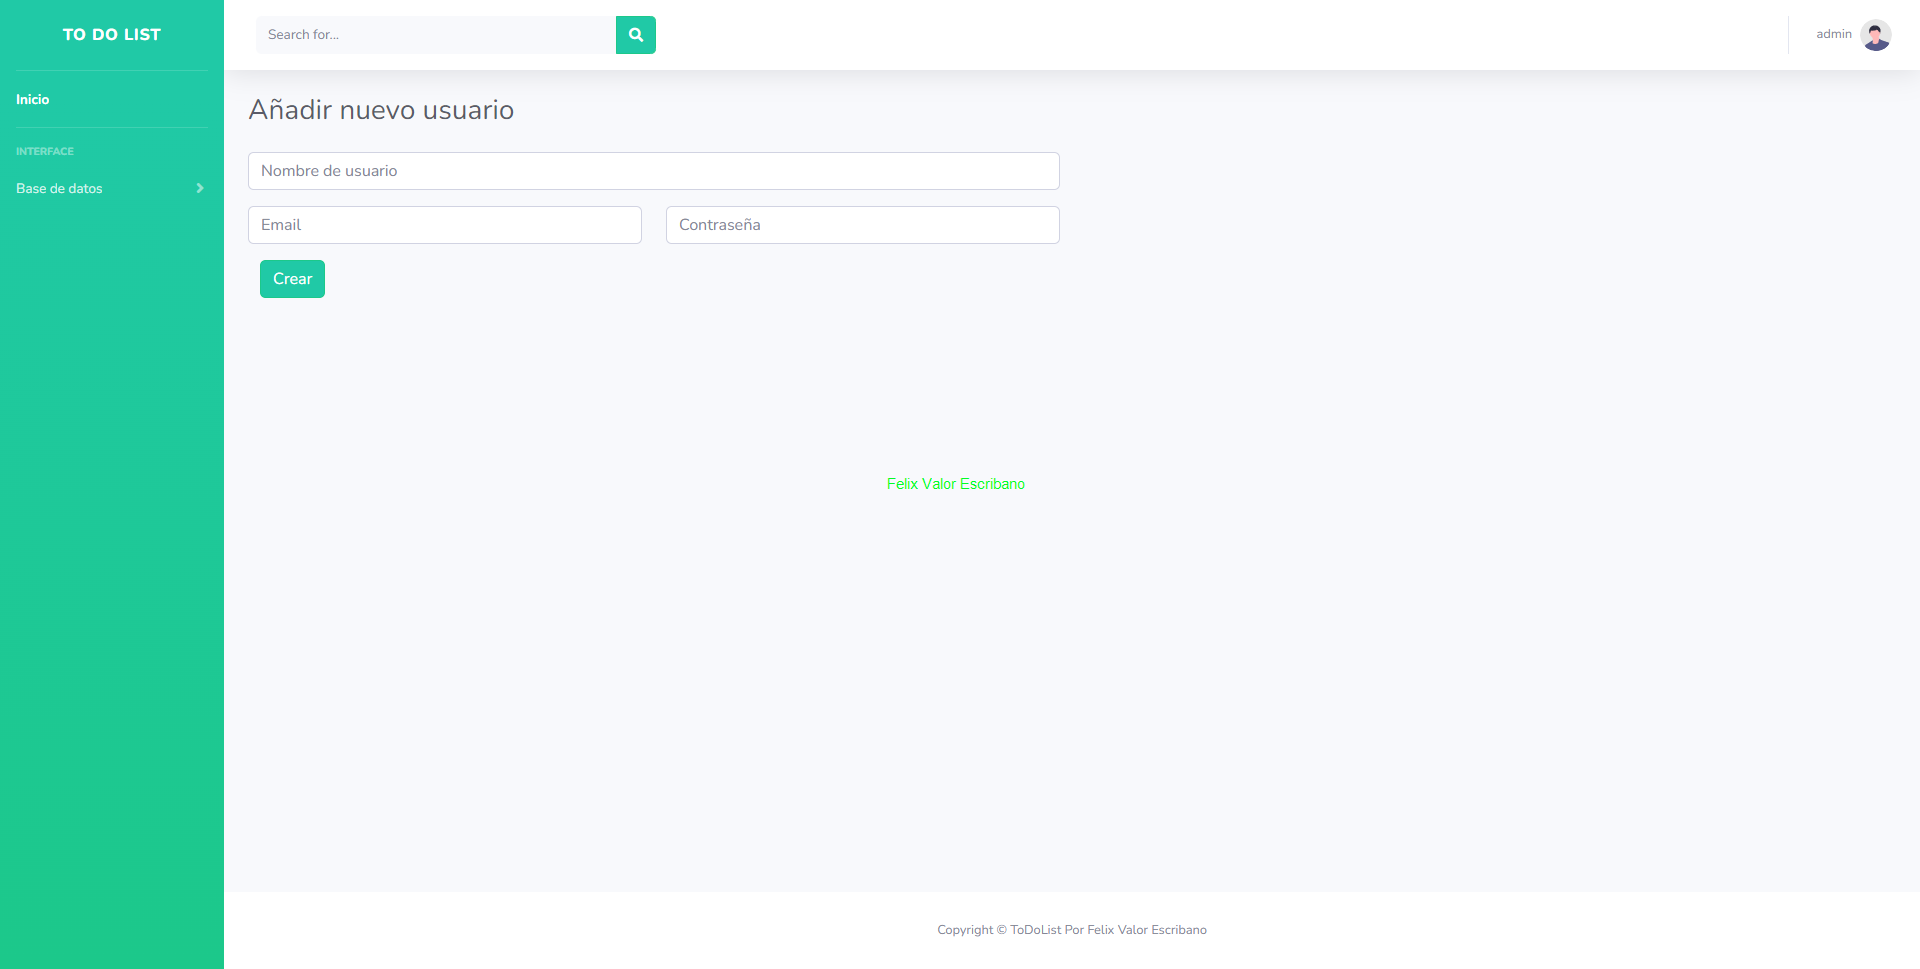 TO DO LIST
Search for...
admin
Inicio
INTERFACE
Base de datos
Añadir nuevo usuario
Nombre de usuario
Email
Contraseña
Crear
Felix Valor Escribano
Copyright © ToDoList Por Felix Valor Escribano